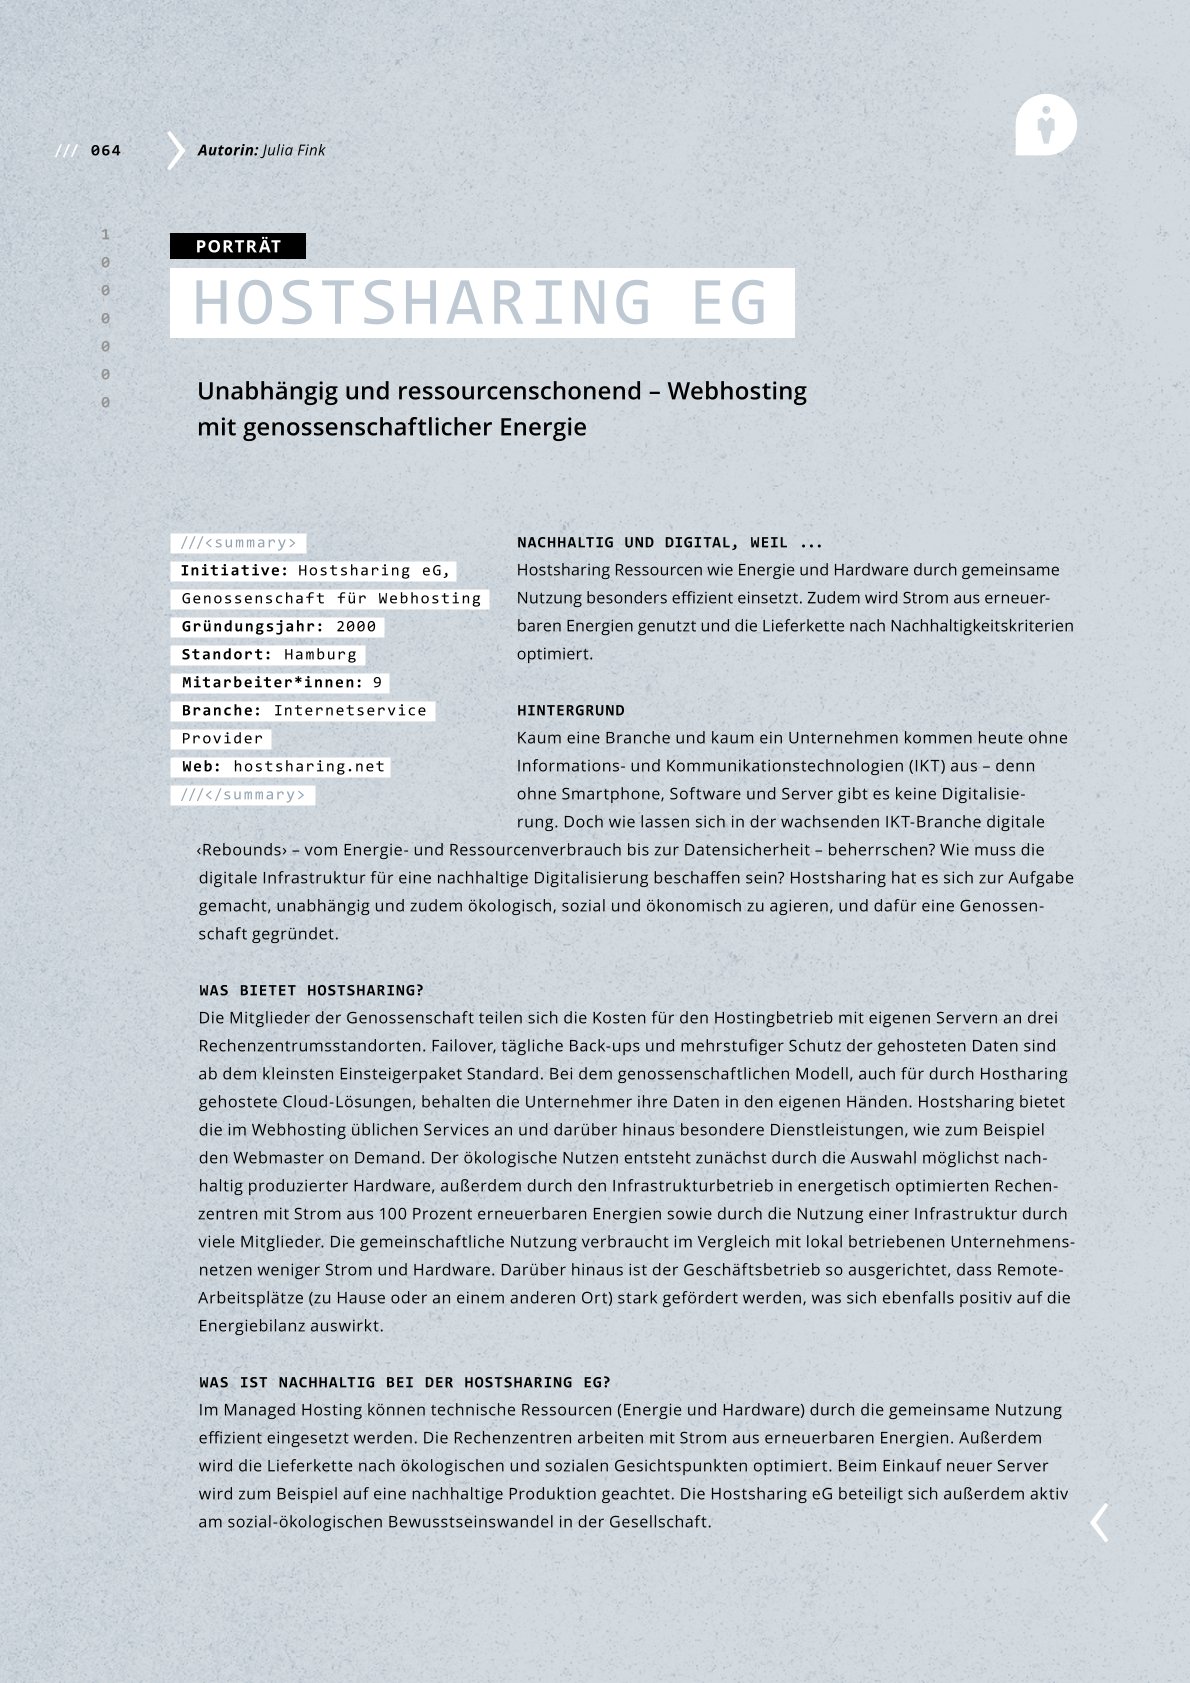 /// 064
Autorin: Julia Fink
1
0
0
0
0
0
0
PORTRÄT
HOSTSHARING EG
Unabhängig und ressourcenschonend – Webhosting
mit genossenschaftlicher Energie
///<summary>
Initiative: Hostsharing eG,
Genossenschaft für Webhosting
Gründungsjahr: 2000
Standort: Hamburg
Mitarbeiter*innen: 9
Branche: Internetservice
Provider
Web: hostsharing.net
///</summary>
NACHHALTIG UND DIGITAL, WEIL ...
Hostsharing Ressourcen wie Energie und Hardware durch gemeinsame
Nutzung besonders effizient einsetzt. Zudem wird Strom aus erneuer-
baren Energien genutzt und die Lieferkette nach Nachhaltigkeitskriterien
optimiert.
HINTERGRUND
Kaum eine Branche und kaum ein Unternehmen kommen heute ohne
Informations- und Kommunikationstechnologien (IKT) aus – denn
ohne Smartphone, Software und Server gibt es keine Digitalisie-
rung. Doch wie lassen sich in der wachsenden IKT-Branche digitale
‹Rebounds› – vom Energie- und Ressourcenverbrauch bis zur Datensicherheit – beherrschen? Wie muss die
digitale Infrastruktur für eine nachhaltige Digitalisierung beschaffen sein? Hostsharing hat es sich zur Aufgabe
gemacht, unabhängig und zudem ökologisch, sozial und ökonomisch zu agieren, und dafür eine Genossen-
schaft gegründet.
WAS BIETET HOSTSHARING?
Die Mitglieder der Genossenschaft teilen sich die Kosten für den Hostingbetrieb mit eigenen Servern an drei
Rechenzentrumsstandorten. Failover, tägliche Back-ups und mehrstufiger Schutz der gehosteten Daten sind
ab dem kleinsten Einsteigerpaket Standard. Bei dem genossenschaftlichen Modell, auch für durch Hostharing
gehostete Cloud-Lösungen, behalten die Unternehmer ihre Daten in den eigenen Händen. Hostsharing bietet
die im Webhosting üblichen Services an und darüber hinaus besondere Dienstleistungen, wie zum Beispiel
den Webmaster on Demand. Der ökologische Nutzen entsteht zunächst durch die Auswahl möglichst nach-
haltig produzierter Hardware, außerdem durch den Infrastrukturbetrieb in energetisch optimierten Rechen-
zentren mit Strom aus 100 Prozent erneuerbaren Energien sowie durch die Nutzung einer Infrastruktur durch
viele Mitglieder. Die gemeinschaftliche Nutzung verbraucht im Vergleich mit lokal betriebenen Unternehmens-
netzen weniger Strom und Hardware. Darüber hinaus ist der Geschäftsbetrieb so ausgerichtet, dass Remote-
Arbeitsplätze (zu Hause oder an einem anderen Ort) stark gefördert werden, was sich ebenfalls positiv auf die
Energiebilanz auswirkt.
WAS IST NACHHALTIG BEI DER HOSTSHARING EG?
Im Managed Hosting können technische Ressourcen (Energie und Hardware) durch die gemeinsame Nutzung
effizient eingesetzt werden. Die Rechenzentren arbeiten mit Strom aus erneuerbaren Energien. Außerdem
wird die Lieferkette nach ökologischen und sozialen Gesichtspunkten optimiert. Beim Einkauf neuer Server
wird zum Beispiel auf eine nachhaltige Produktion geachtet. Die Hostsharing eG beteiligt sich außerdem aktiv
am sozial-ökologischen Bewusstseinswandel in der Gesellschaft.